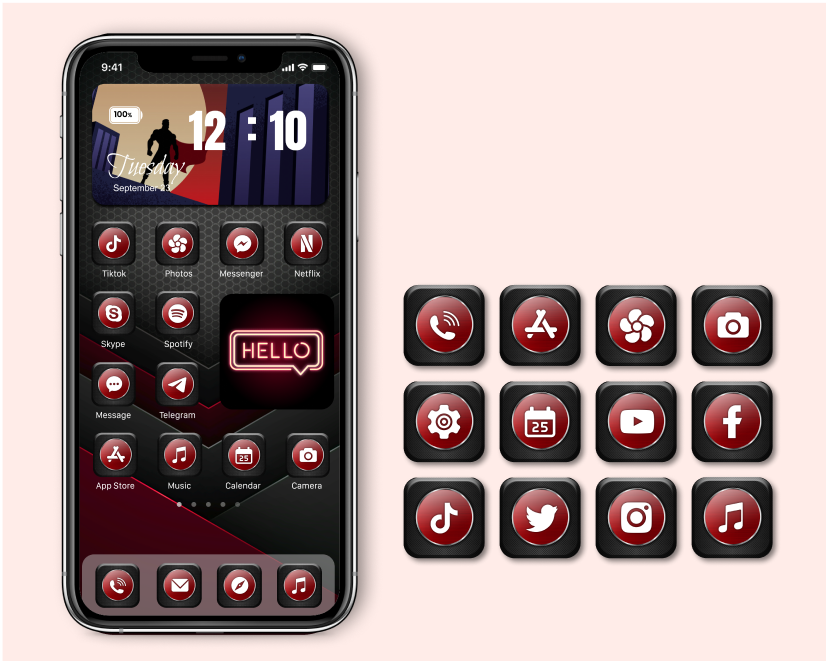 9:41
100%
12 : 10
Tuesday
September 23
Tiktok Photos Messenger Netflix
Skype Spotify
HELLO
Message Telegram
App Store Music Calendar Camera
25
25